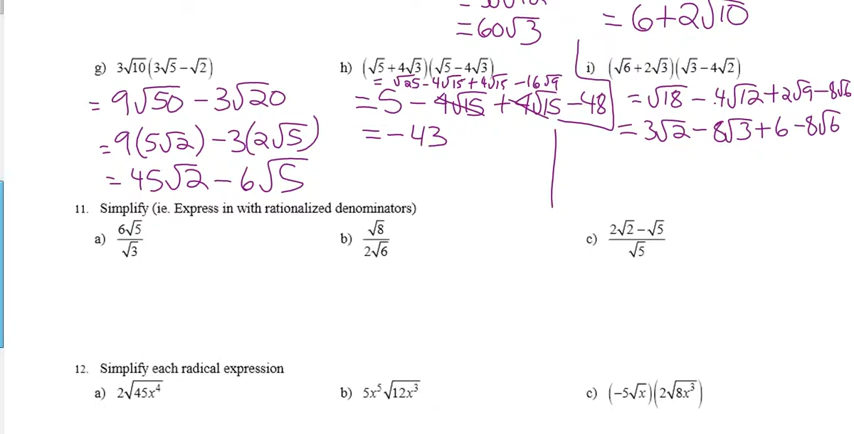 = 60√3
= 6 + 2√10
g) 3√10(3√5 − √2)
= 9√50 − 3√20
= 9(5√2) − 3(2√5)
= 45√2 − 6√5
h) (√5 + 4√3)(√5 − 4√3)
= √25 − 4√15 + 4√15 − 16√9
= 5 − 4√15 + 4√15 − 48
= −43
i) (√6 + 2√3)(√3 − 4√2)
= √18 − 4√12 + 2√9 − 8√6
= 3√2 − 8√3 + 6 − 8√6
11. Simplify (ie. Express in with rationalized denominators)
a) 6√5/√3
b) √8/2√6
c) 2√2 − √5/√5
12. Simplify each radical expression
a) 2√45x⁴
b) 5x⁵√12x³
c) (−5√x)(2√8x³)